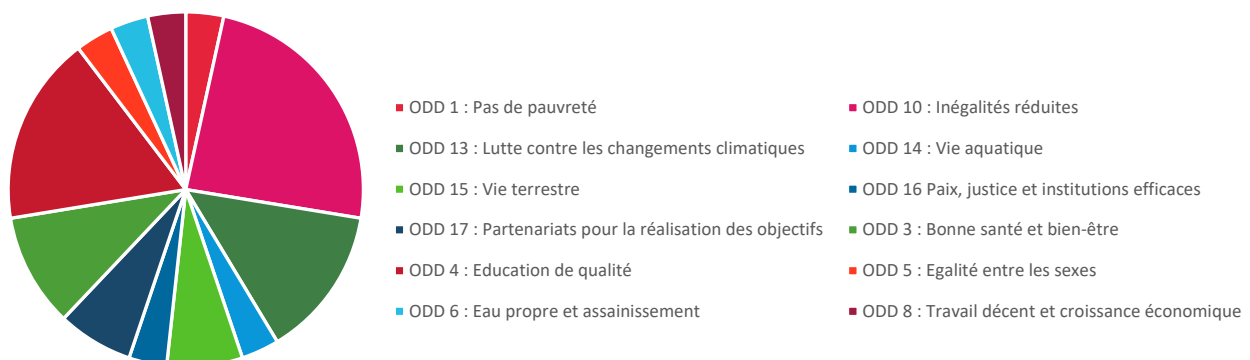 ODD 1 : Pas de pauvreté
ODD 10 : Inégalités réduites
ODD 13 : Lutte contre les changements climatiques
ODD 14 : Vie aquatique
ODD 15 : Vie terrestre
ODD 16 Paix, justice et institutions efficaces
ODD 17 : Partenariats pour la réalisation des objectifs
ODD 3 : Bonne santé et bien-être
ODD 4 : Education de qualité
ODD 5 : Egalité entre les sexes
ODD 6 : Eau propre et assainissement
ODD 8 : Travail décent et croissance économique